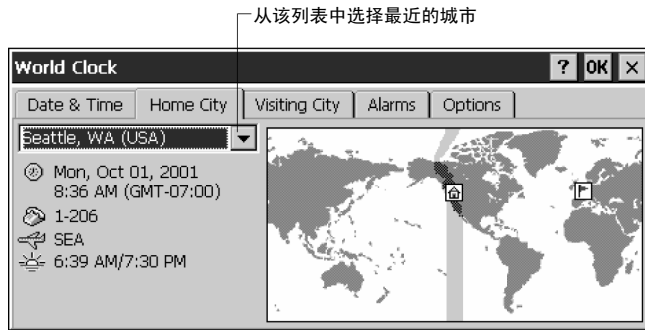 从该列表中选择最近的城市
World Clock ? OK ×
Date & Time Home City Visiting City Alarms Options
Seattle, WA (USA)
Mon, Oct 01, 2001
8:36 AM (GMT-07:00)
1-206
SEA
6:39 AM/7:30 PM